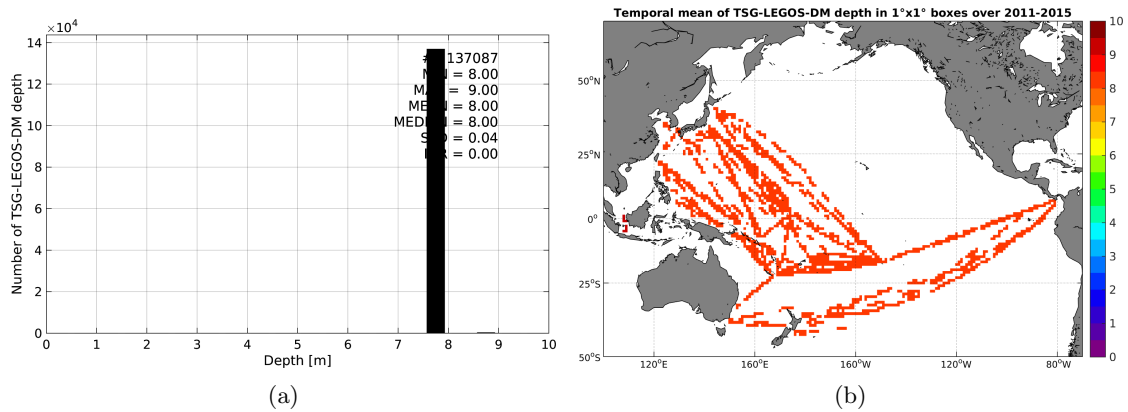 ×10⁴
14
12
10
8
6
4
2
0
Number of TSG-LEGOS-DM depth
137087
= 8.00
= 9.00
= 8.00
= 8.00
= 0.04
= 0.00
0 1 2 3 4 5 6 7 8 9 10
Depth [m]
(a)
Temporal mean of TSG-LEGOS-DM depth in 1°x1° boxes over 2011-2015
50°N
25°N
0°
25°S
50°S
120°E 160°E 160°W 120°W 80°W
10
9
8
7
6
5
4
3
2
1
0
(b)